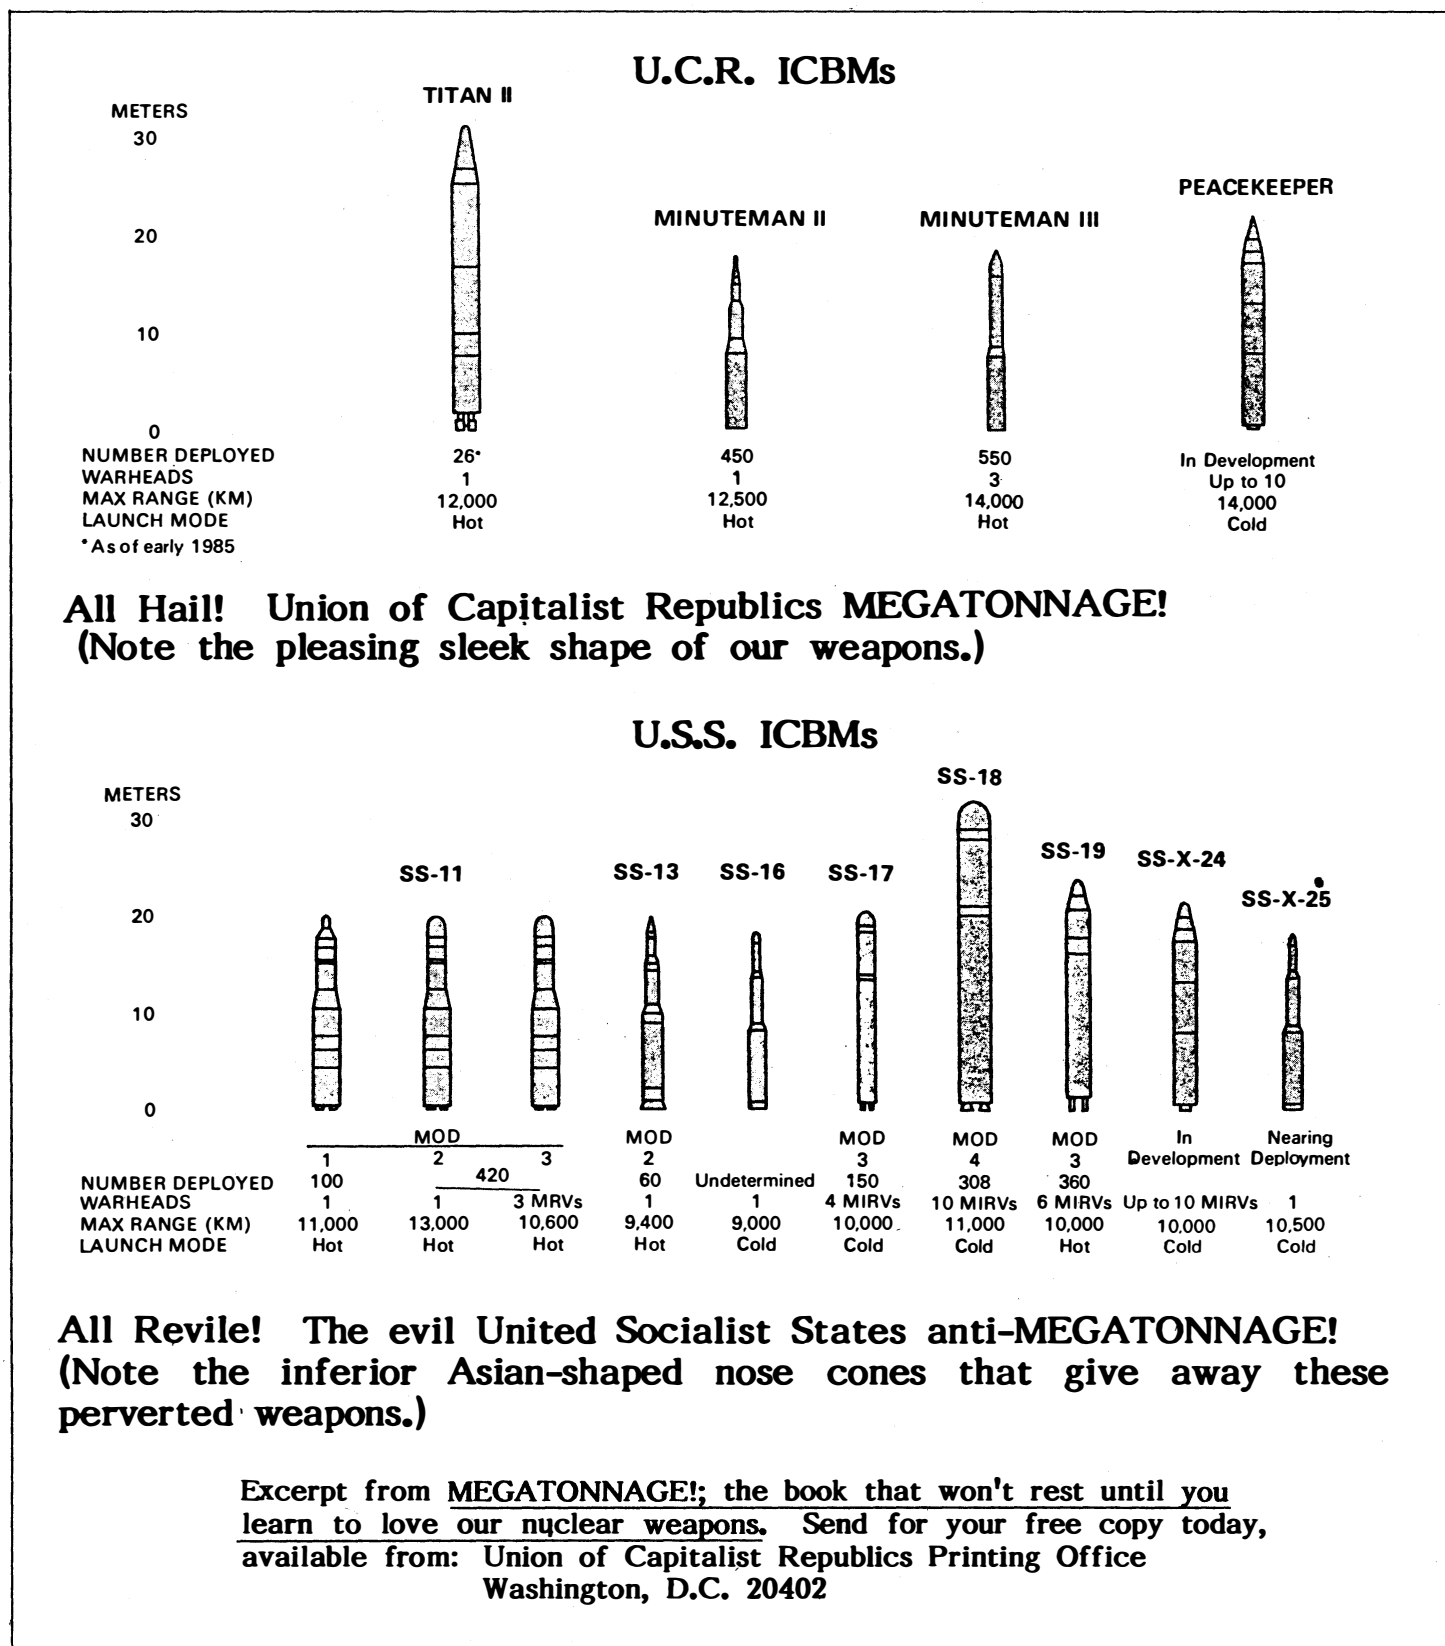 U.C.R. ICBMs
TITAN II
METERS
30
PEACEKEEPER
MINUTEMAN II MINUTEMAN III
20
10
0
NUMBER DEPLOYED 26* 450 550 In Development
WARHEADS 1 1 3 Up to 10
MAX RANGE (KM) 12,000 12,500 14,000 14,000
LAUNCH MODE Hot Hot Hot Cold
*As of early 1985
All Hail! Union of Capitalist Republics MEGATONNAGE!
(Note the pleasing sleek shape of our weapons.)
U.S.S. ICBMs
SS-18
METERS
30
SS-19 SS-X-24
SS-11 SS-13 SS-16 SS-17
SS-X-25
20
10
0
MOD MOD MOD MOD MOD In Nearing
1 2 3 2 3 4 3 Development Deployment
NUMBER DEPLOYED 100 420 60 Undetermined 150 308 360
WARHEADS 1 1 3 MRVs 1 1 4 MIRVs 10 MIRVs 6 MIRVs Up to 10 MIRVs 1
MAX RANGE (KM) 11,000 13,000 10,600 9,400 9,000 10,000 11,000 10,000 10,000 10,500
LAUNCH MODE Hot Hot Hot Hot Cold Cold Cold Hot Cold Cold
All Revile! The evil United Socialist States anti-MEGATONNAGE!
(Note the inferior Asian-shaped nose cones that give away these
perverted weapons.)
Excerpt from MEGATONNAGE!; the book that won't rest until you
learn to love our nuclear weapons. Send for your free copy today,
available from: Union of Capitalist Republics Printing Office
Washington, D.C. 20402